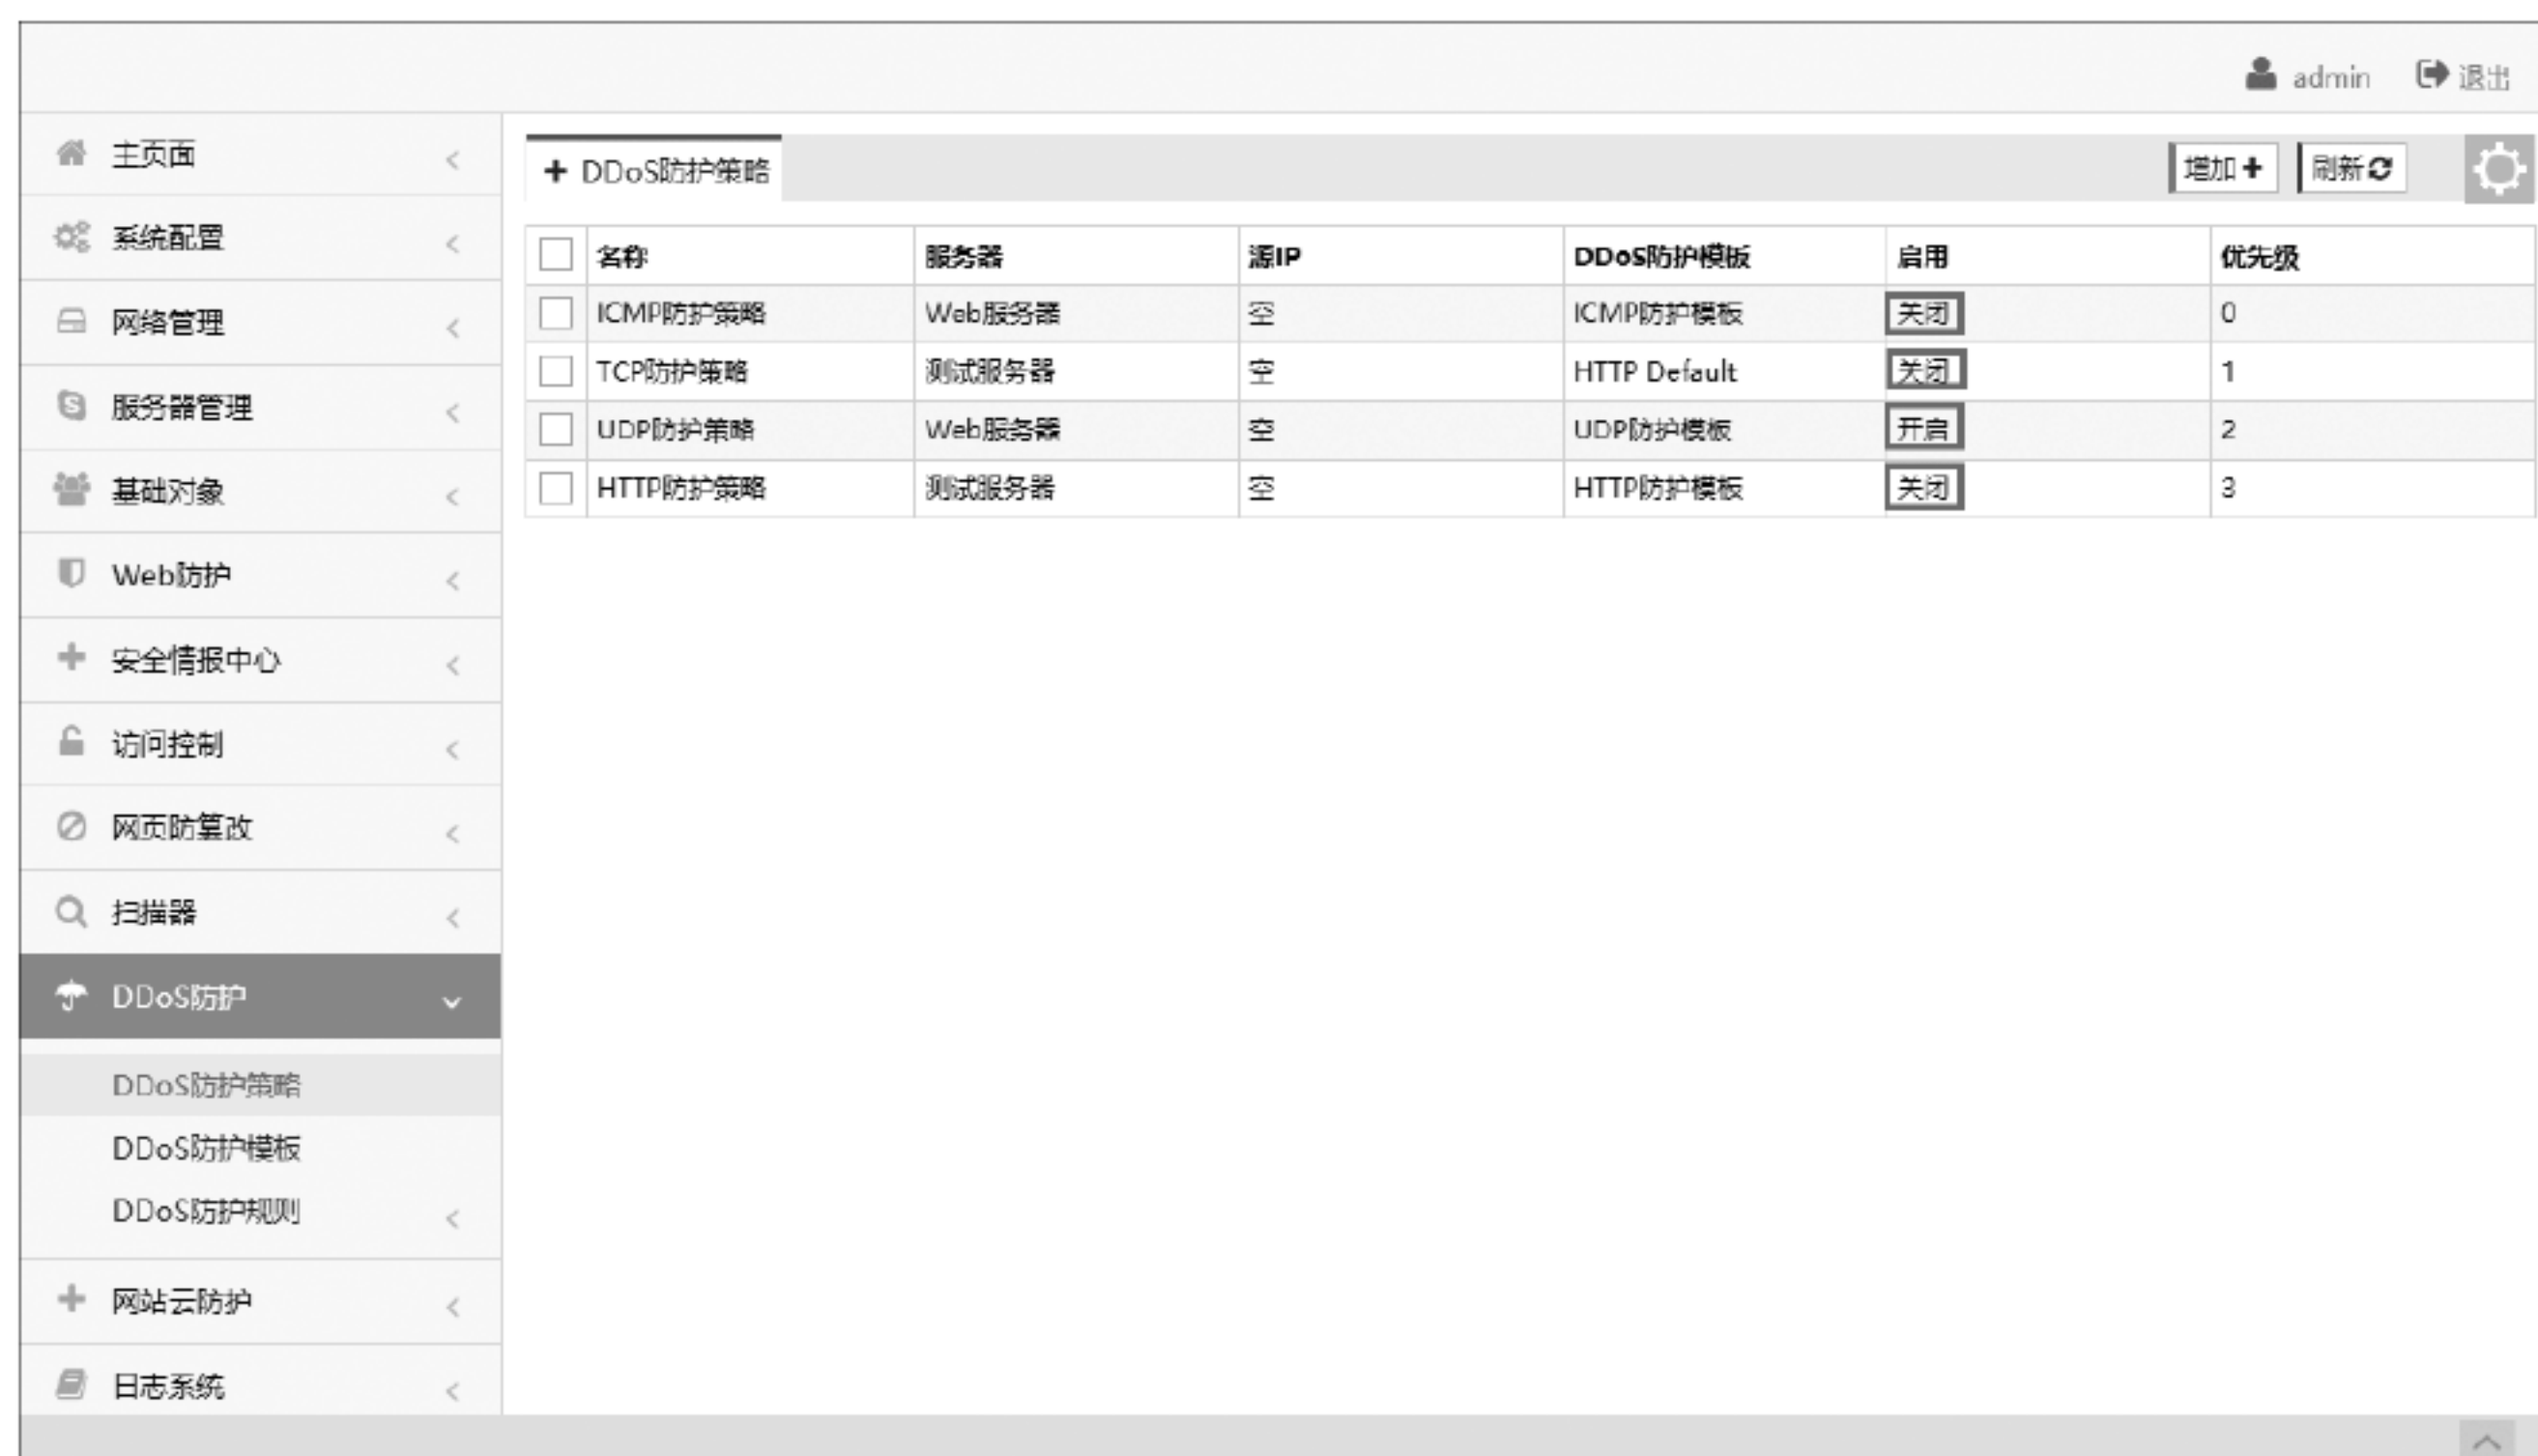 admin 退出
主页面
系统配置
网络管理
服务器管理
基础对象
Web防护
安全情报中心
访问控制
网页防篡改
扫描器
DDoS防护
DDoS防护策略
DDoS防护模板
DDoS防护规则
网站云防护
日志系统
DDoS防护策略 增加 刷新
名称 服务器 源IP DDoS防护模板 启用 优先级
ICMP防护策略 Web服务器 空 ICMP防护模板 关闭 0
TCP防护策略 测试服务器 空 HTTP Default 关闭 1
UDP防护策略 Web服务器 空 UDP防护模板 开启 2
HTTP防护策略 测试服务器 空 HTTP防护模板 关闭 3